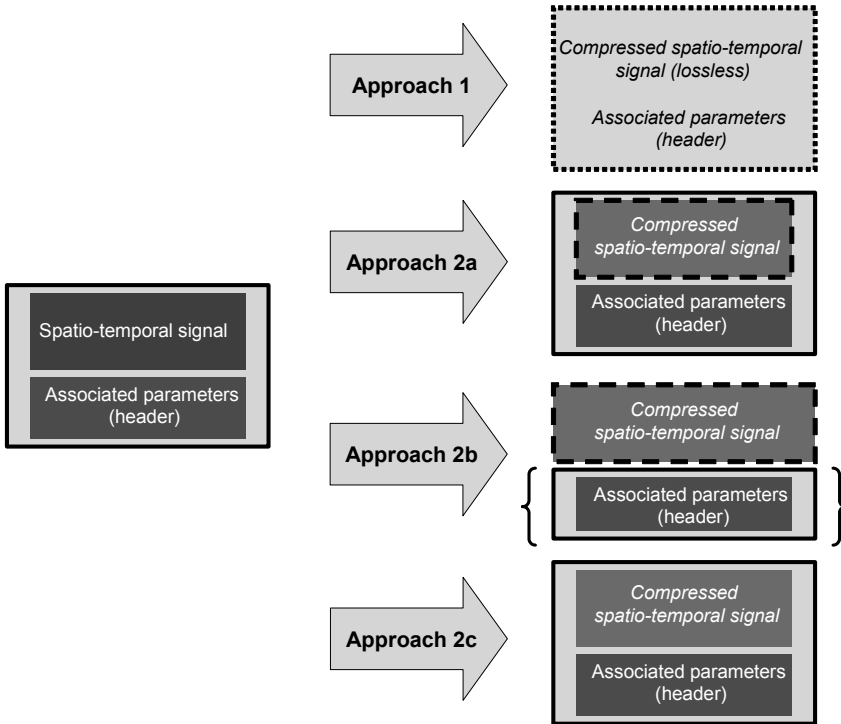 Spatio-temporal signal
Associated parameters
(header)
Approach 1
Compressed spatio-temporal
signal (lossless)
Associated parameters
(header)
Approach 2a
Compressed
spatio-temporal signal
Associated parameters
(header)
Approach 2b
Compressed
spatio-temporal signal
Associated parameters
(header)
Approach 2c
Compressed
spatio-temporal signal
Associated parameters
(header)